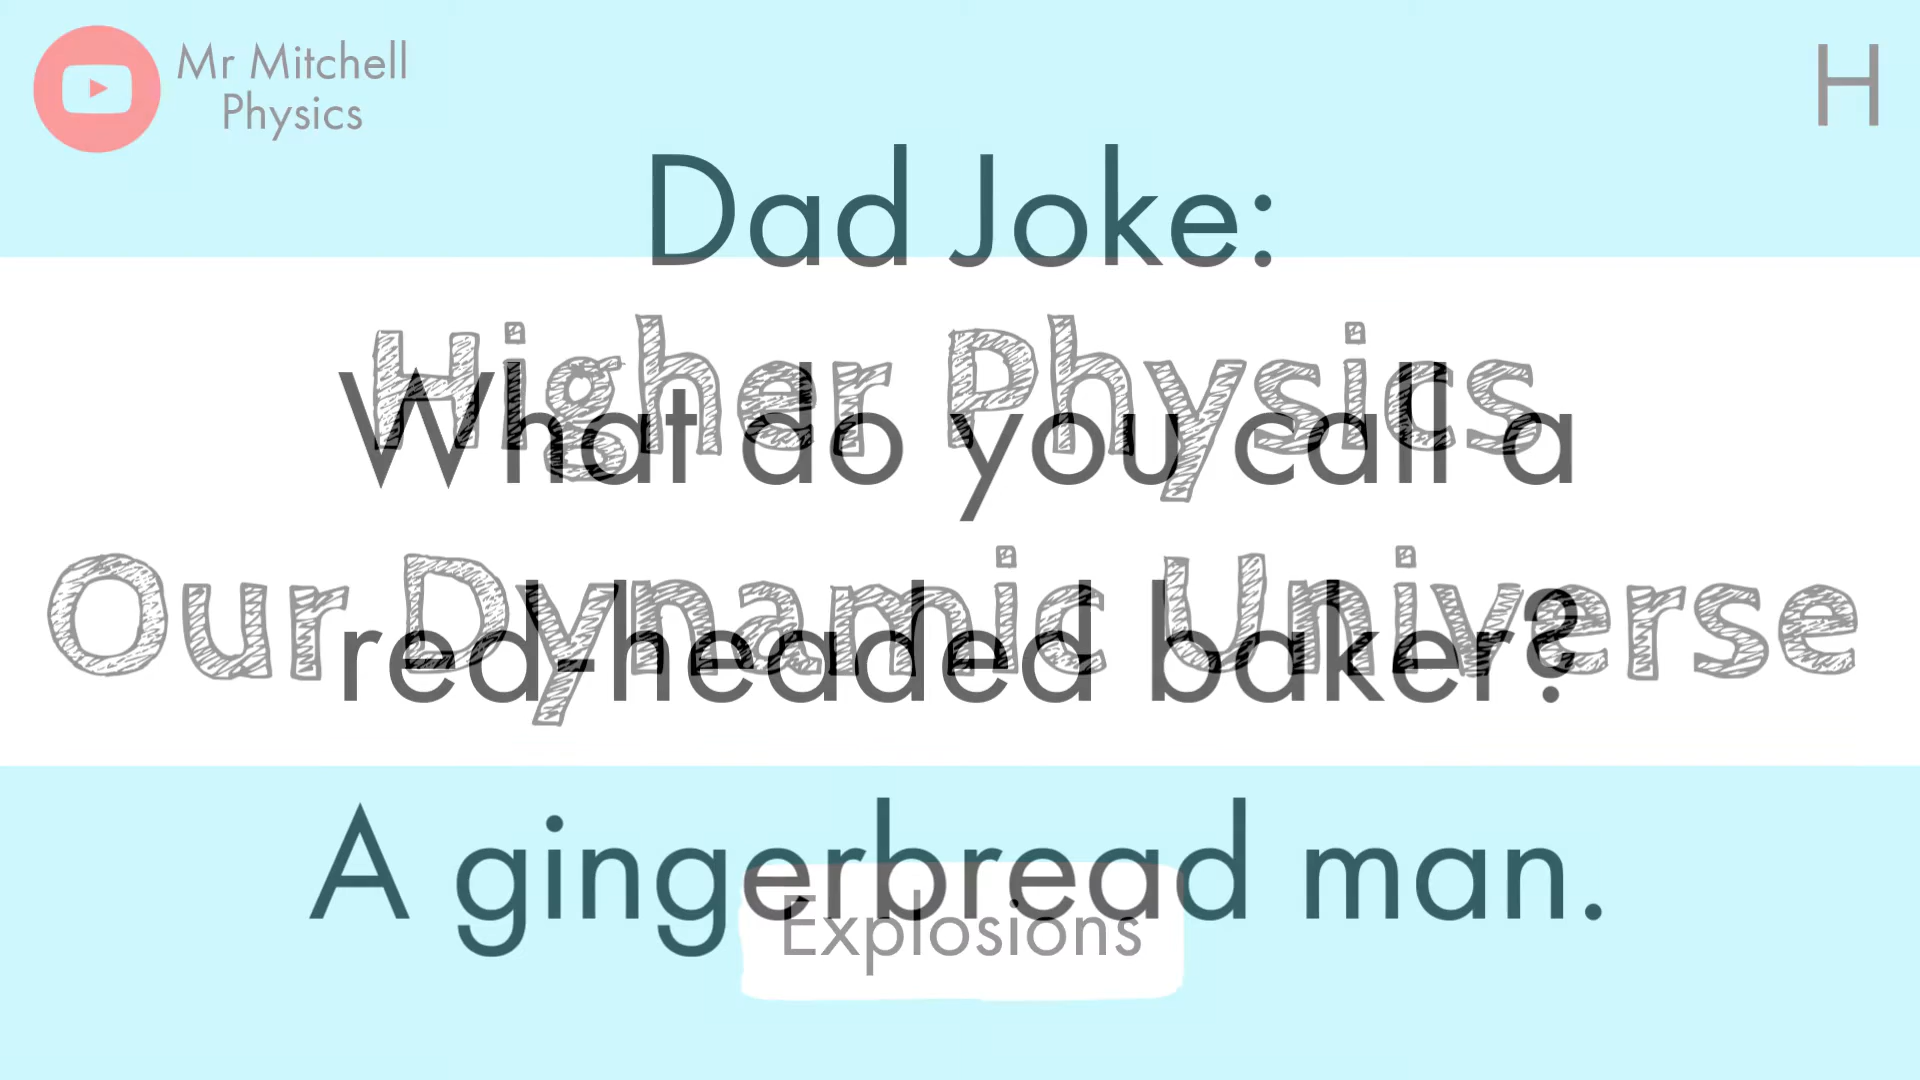 Mr Mitchell
Physics
H
Dad Joke:
Higher Physics
What do you call a
Our Dynamic Universe
red-headed baker?
A gingerbread man.
Explosions